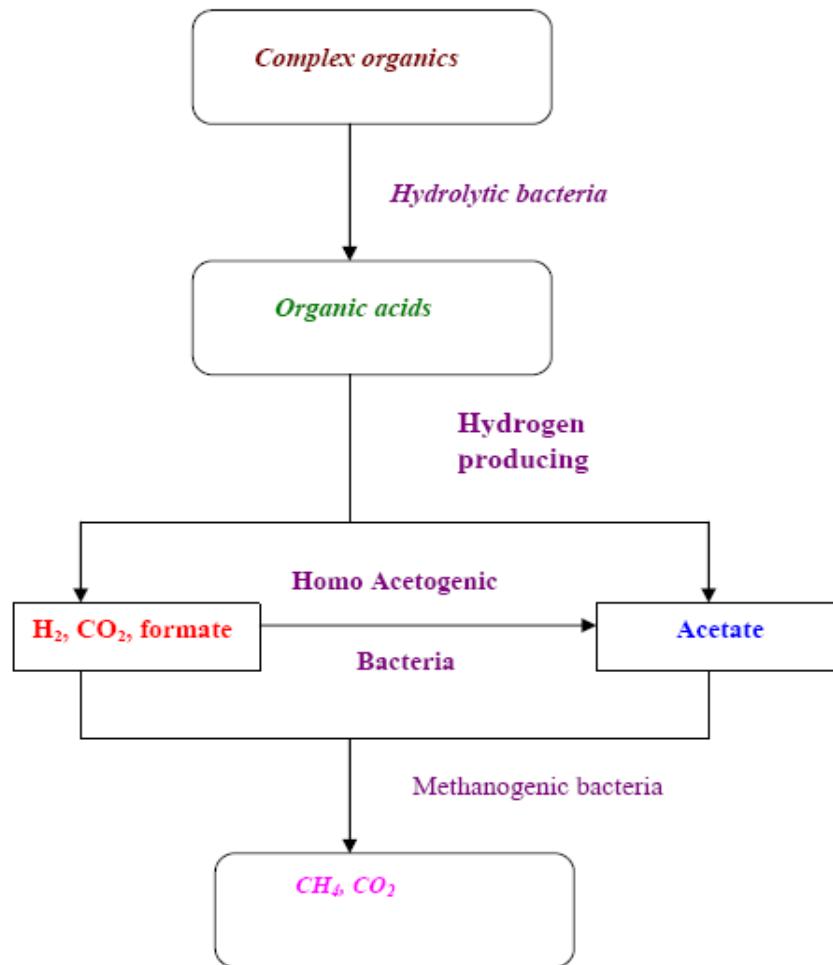 Complex organics
Hydrolytic bacteria
Organic acids
Hydrogen
producing
Homo Acetogenic
H₂, CO₂, formate
Acetate
Bacteria
Methanogenic bacteria
CH₄, CO₂